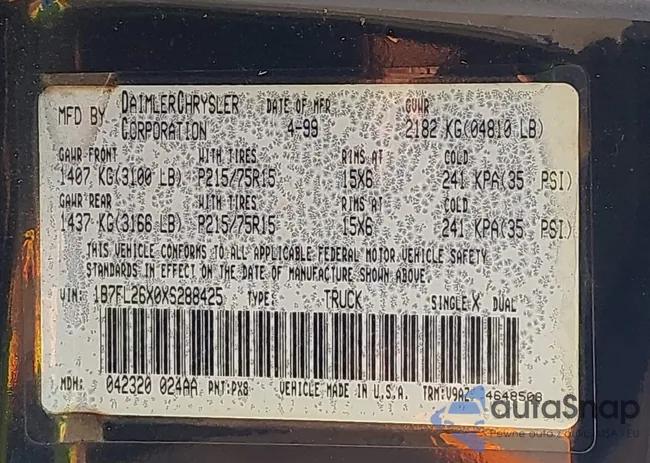 MFD BY DAIMLERCHRYSLER CORPORATION DATE OF MFR 4-99 GVWR 2182 KG(04810 LB)
GAWR FRONT WITH TIRES RIMS AT COLD
1407 KG(3100 LB) P215/75R15 15X6 241 KPA(35 PSI)
GAWR REAR WITH TIRES RIMS AT COLD
1437 KG(3166 LB) P215/75R15 15X6 241 KPA(35 PSI)
THIS VEHICLE CONFORMS TO ALL APPLICABLE FEDERAL MOTOR VEHICLE SAFETY
STANDARDS IN EFFECT ON THE DATE OF MANUFACTURE SHOWN ABOVE.
VIN: 1B7FL26X0XS288425 TYPE: TRUCK SINGLE X DUAL
MDH: 042320 024AA PNT:PX8 VEHICLE MADE IN U.S.A. TRM:V9AZ 4648508
autaSnap
Pewne auta z